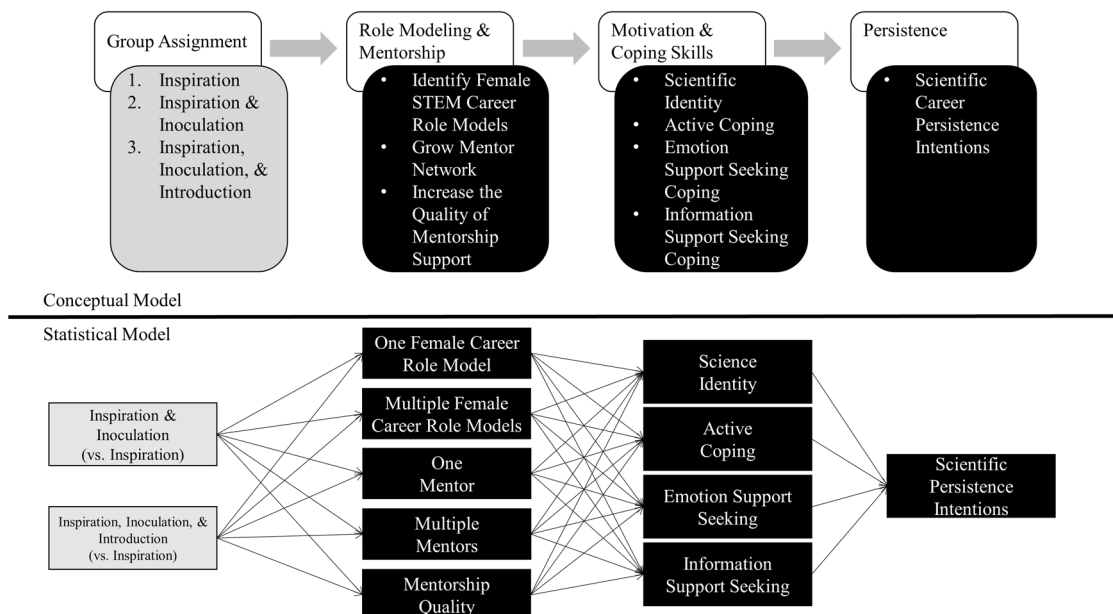 Group Assignment
1. Inspiration
2. Inspiration &
Inoculation
3. Inspiration,
Inoculation, &
Introduction
Role Modeling &
Mentorship
• Identify Female
STEM Career
Role Models
• Grow Mentor
Network
• Increase the
Quality of
Mentorship
Support
Motivation &
Coping Skills
• Scientific
Identity
• Active Coping
• Emotion
Support Seeking
Coping
• Information
Support Seeking
Coping
Persistence
• Scientific
Career
Persistence
Intentions
Conceptual Model
Statistical Model
Inspiration &
Inoculation
(vs. Inspiration)
Inspiration, Inoculation, &
Introduction
(vs. Inspiration)
One Female Career
Role Model
Multiple Female
Career Role Models
One
Mentor
Multiple
Mentors
Mentorship
Quality
Science
Identity
Active
Coping
Emotion Support
Seeking
Information
Support Seeking
Scientific
Persistence
Intentions